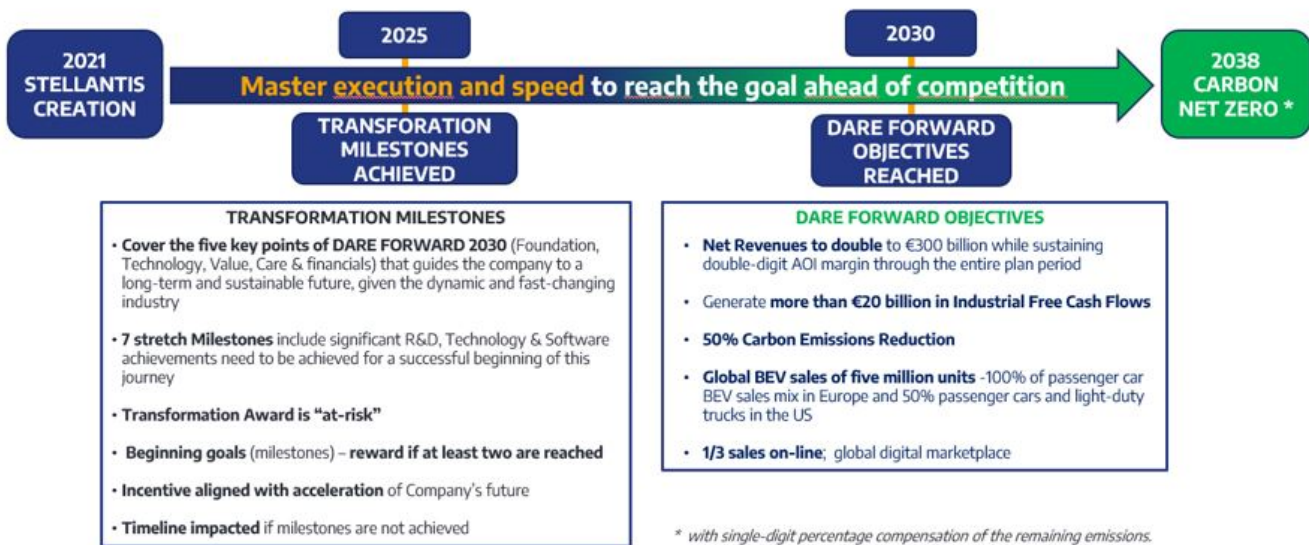 2021
STELLANTIS
CREATION
2025
2030
2038
CARBON
NET ZERO *
Master execution and speed to reach the goal ahead of competition
TRANSFORATION
MILESTONES
ACHIEVED
DARE FORWARD
OBJECTIVES
REACHED
TRANSFORMATION MILESTONES
• Cover the five key points of DARE FORWARD 2030 (Foundation,
Technology, Value, Care & financials) that guides the company to a
long-term and sustainable future, given the dynamic and fast-changing
industry
• 7 stretch Milestones include significant R&D, Technology & Software
achievements need to be achieved for a successful beginning of this
journey
• Transformation Award is “at-risk”
• Beginning goals (milestones) – reward if at least two are reached
• Incentive aligned with acceleration of Company’s future
• Timeline impacted if milestones are not achieved
DARE FORWARD OBJECTIVES
• Net Revenues to double to €300 billion while sustaining
double-digit AOI margin through the entire plan period
• Generate more than €20 billion in Industrial Free Cash Flows
• 50% Carbon Emissions Reduction
• Global BEV sales of five million units -100% of passenger car
BEV sales mix in Europe and 50% passenger cars and light-duty
trucks in the US
• 1/3 sales on-line; global digital marketplace
* with single-digit percentage compensation of the remaining emissions.